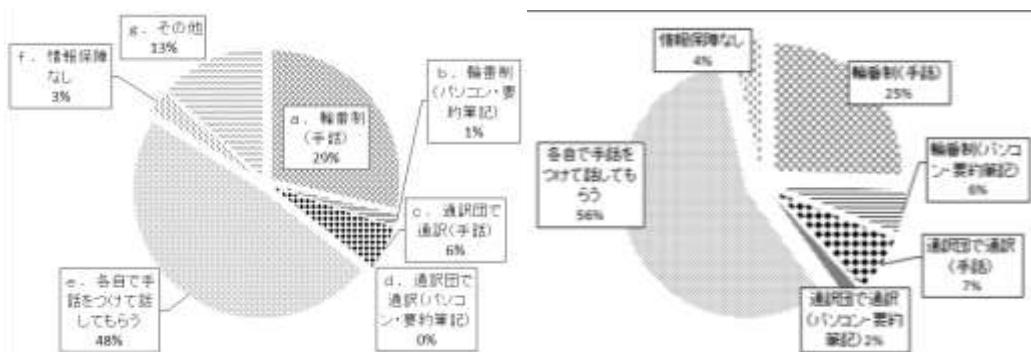 g．その他
13%
f．情報保障
なし
3%
a．輪番制
(手話)
29%
b．輪番制
(パソコン・要
約筆記)
1%
c．通訳団で
通訳(手話)
6%
d．通訳団で
通訳(パソコ
ン・要約筆記)
0%
e．各自で手
話をつけて話
してもらう
48%
情報保障なし
4%
輪番制(手話)
25%
輪番制(パソコ
ン・要約筆記)
6%
通訳団で通訳
(手話)
7%
通訳団で通訳
(パソコン・要約
筆記)2%
各自で手話を
つけて話しても
らう
56%